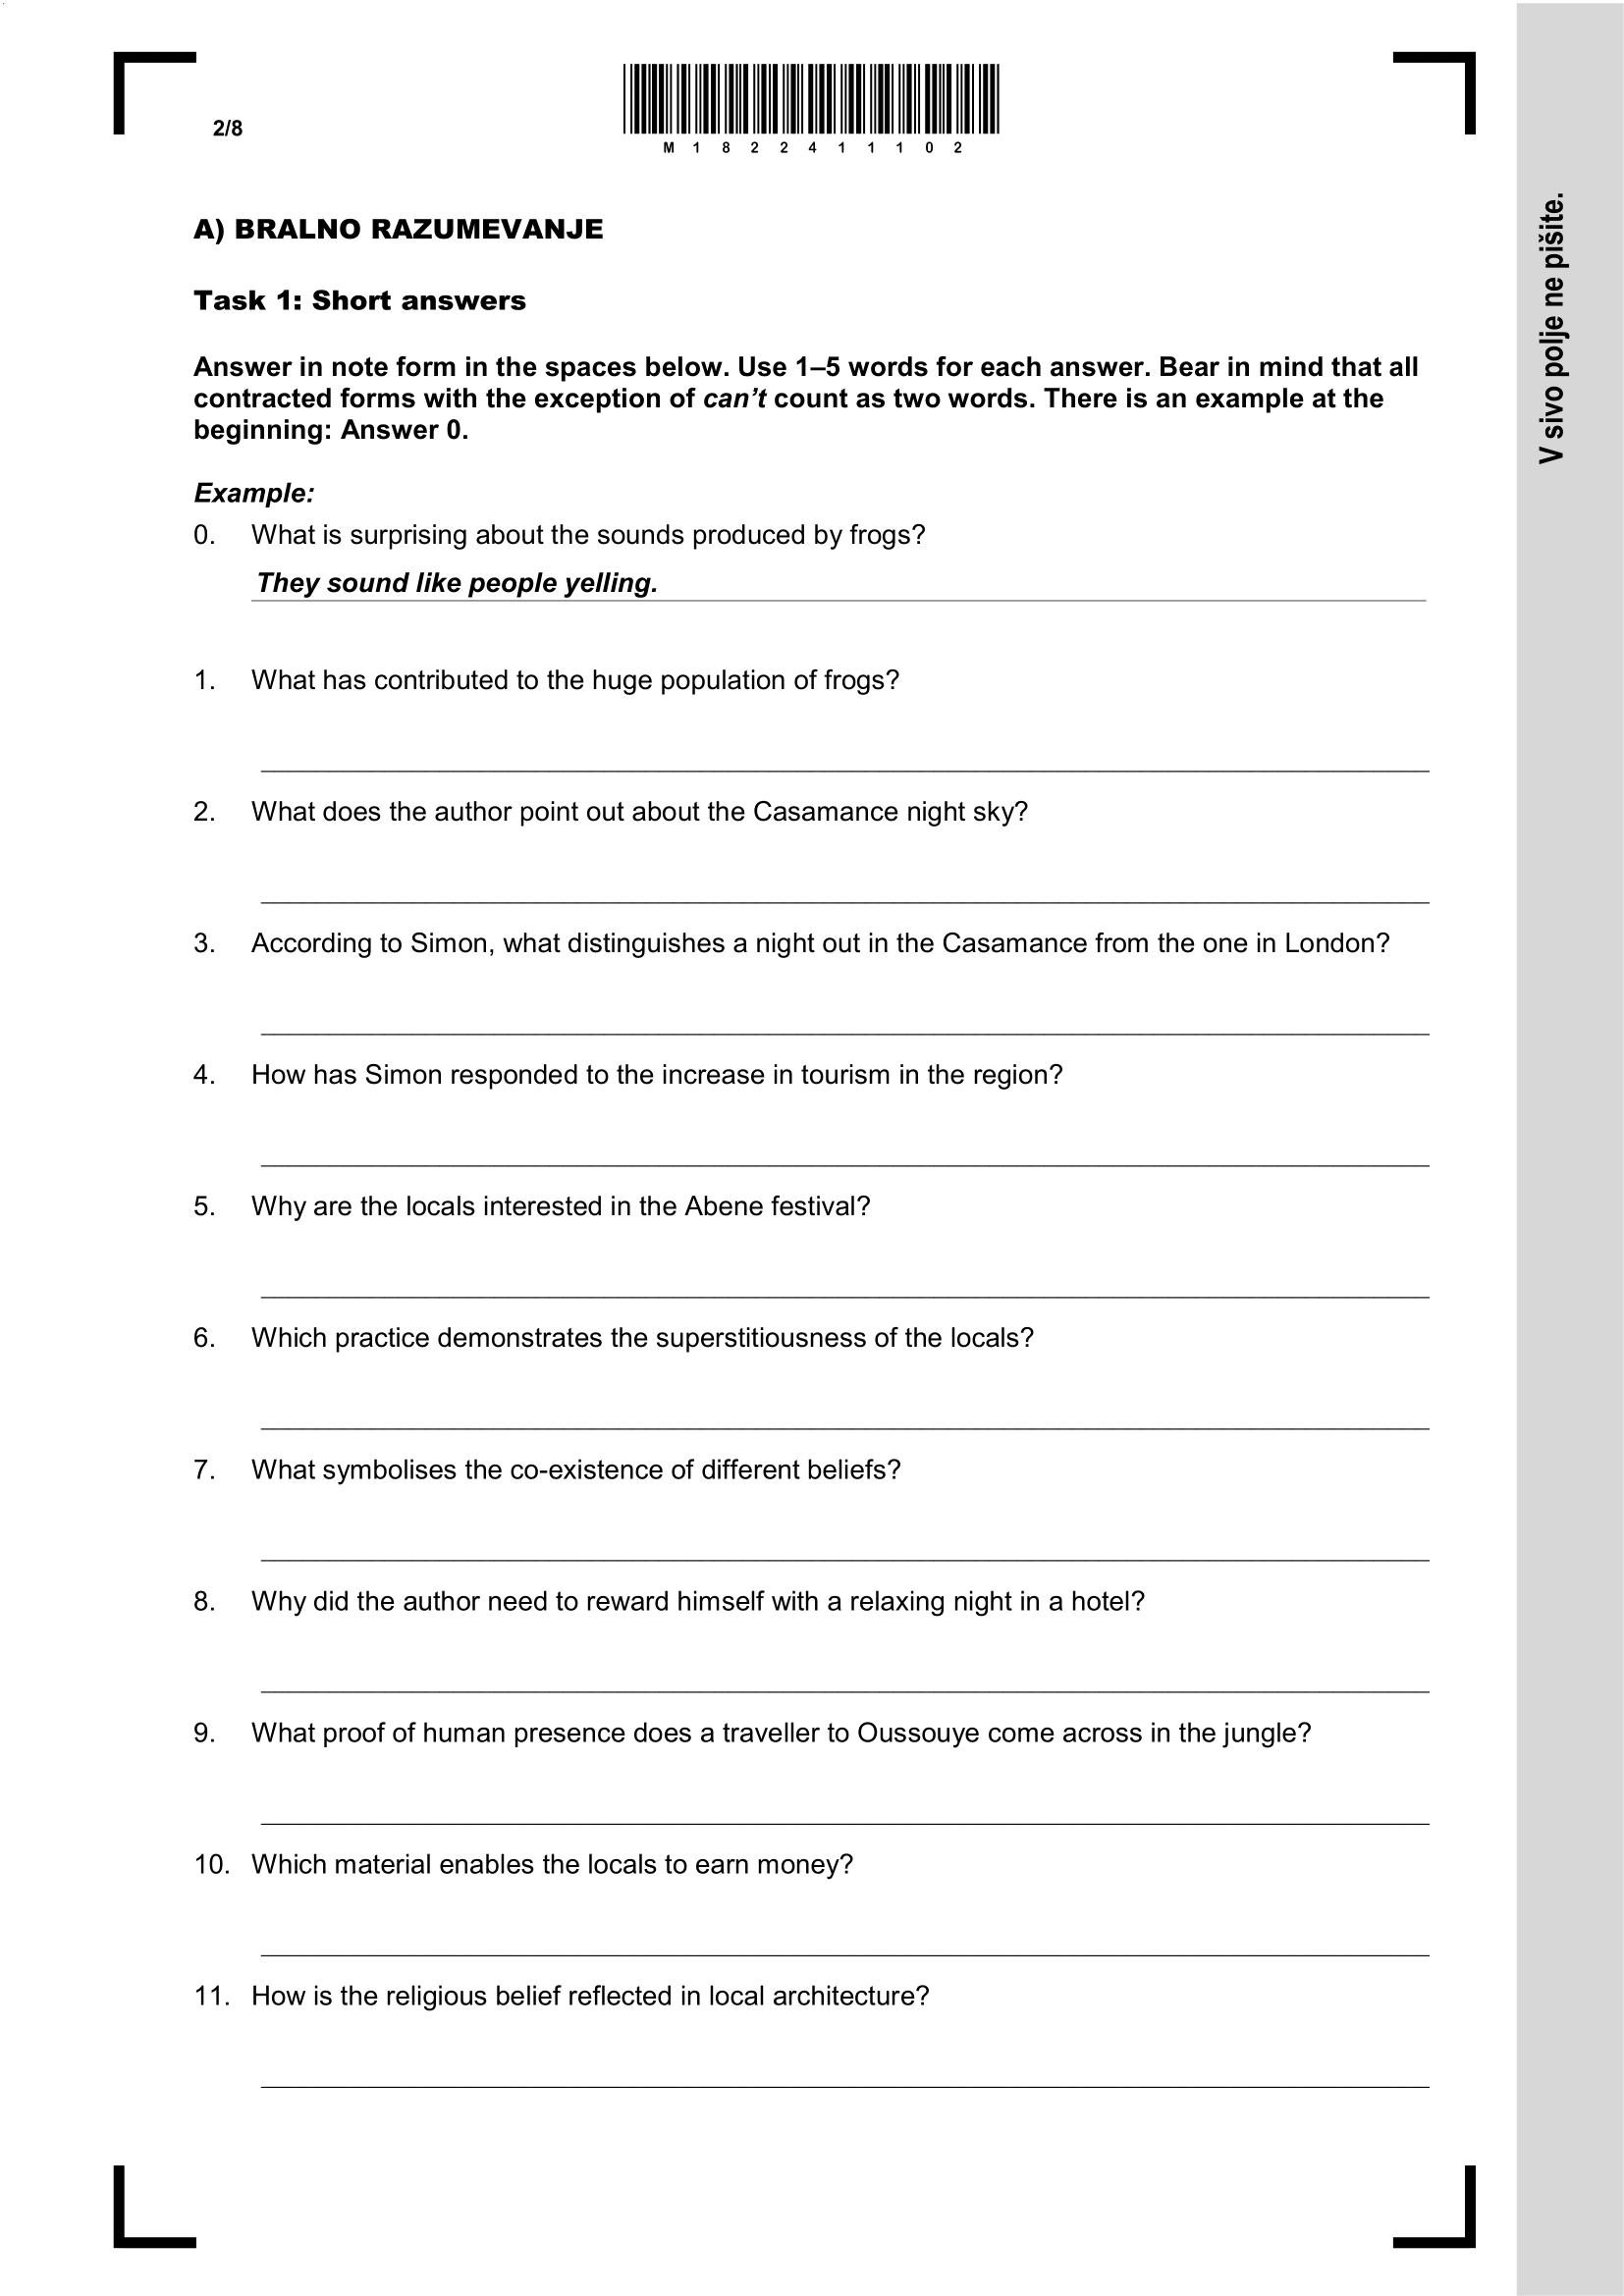 2/8
M 1 8 2 2 4 1 1 1 0 2
V sivo polje ne pišite.
A) BRALNO RAZUMEVANJE
Task 1: Short answers
Answer in note form in the spaces below. Use 1–5 words for each answer. Bear in mind that all
contracted forms with the exception of can’t count as two words. There is an example at the
beginning: Answer 0.
Example:
0. What is surprising about the sounds produced by frogs?
They sound like people yelling.
1. What has contributed to the huge population of frogs?
2. What does the author point out about the Casamance night sky?
3. According to Simon, what distinguishes a night out in the Casamance from the one in London?
4. How has Simon responded to the increase in tourism in the region?
5. Why are the locals interested in the Abene festival?
6. Which practice demonstrates the superstitiousness of the locals?
7. What symbolises the co-existence of different beliefs?
8. Why did the author need to reward himself with a relaxing night in a hotel?
9. What proof of human presence does a traveller to Oussouye come across in the jungle?
10. Which material enables the locals to earn money?
11. How is the religious belief reflected in local architecture?